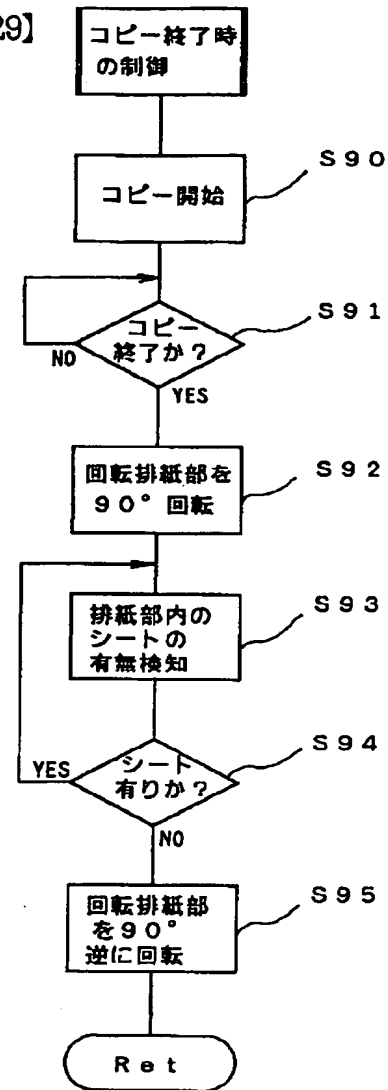 29】
コピー終了時
の制御
コピー開始
S90
コピー
終了か？
S91
NO
YES
回転排紙部を
90°回転
S92
排紙部内の
シートの
有無検知
S93
シート
有りか？
S94
YES
NO
回転排紙部
を90°
逆に回転
S95
Ret